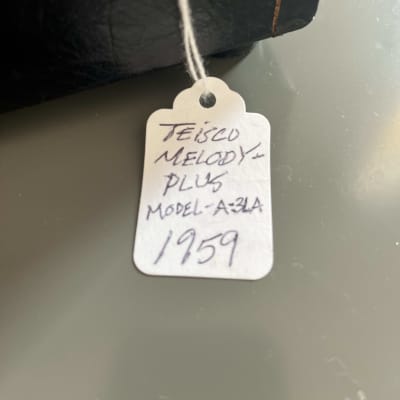 TEISCO
MELODY-
PLUS
MODEL-A-3LA
1959